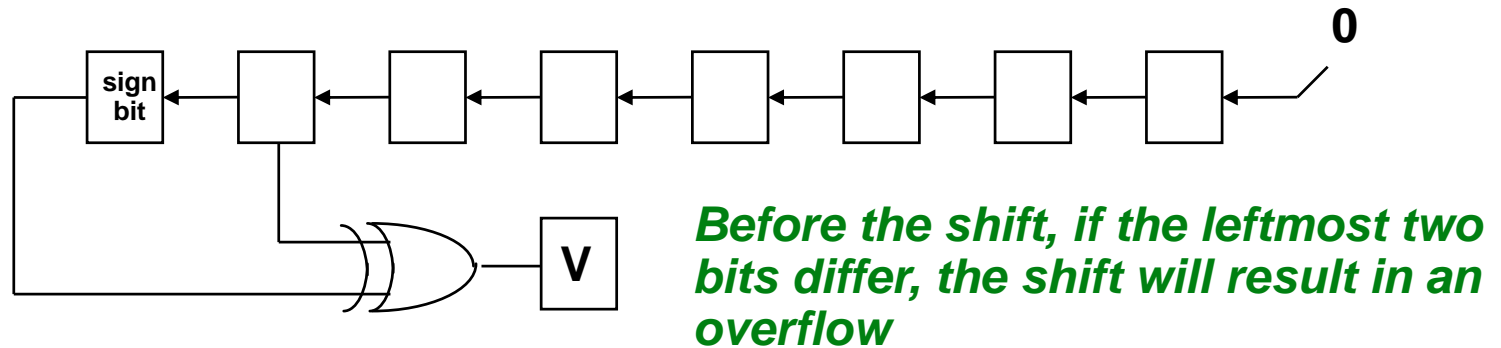 0
sign
bit
V
Before the shift, if the leftmost two
bits differ, the shift will result in an
overflow